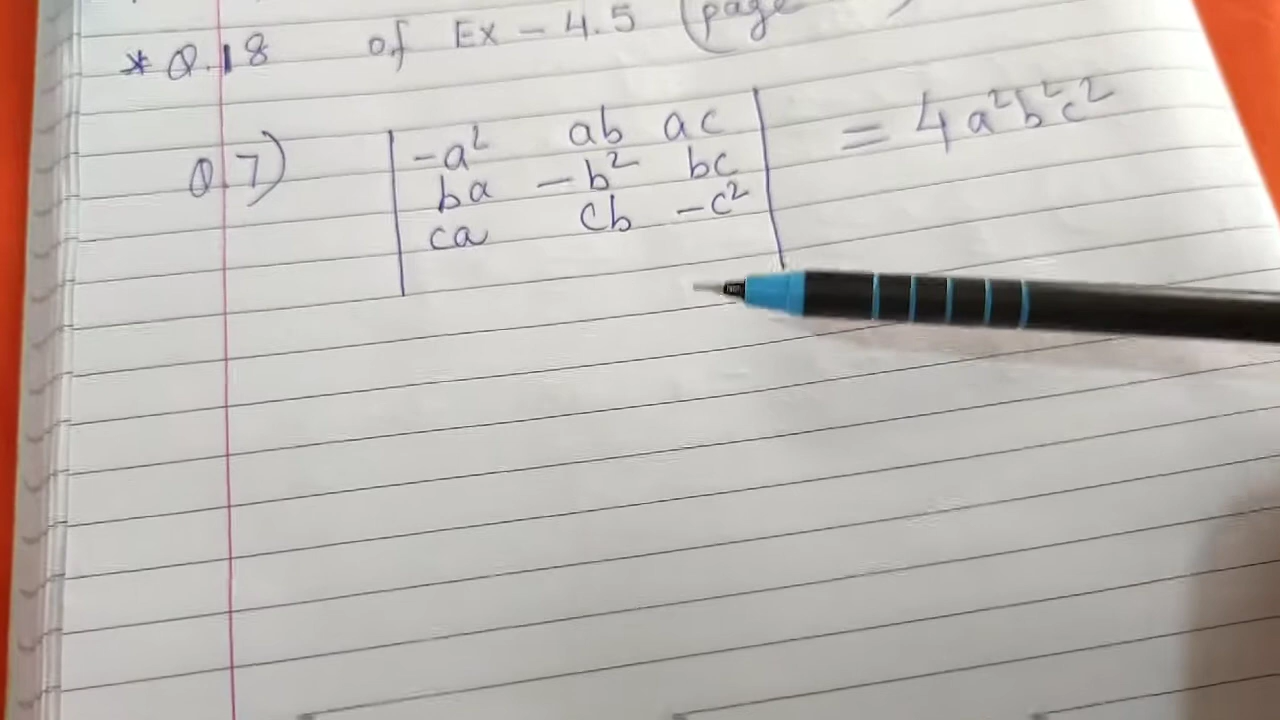 * Q.18 of Ex - 4.5 (page
Q.7) | -a² ab ac | = 4a²b²c²
ba -b² bc
ca cb -c²